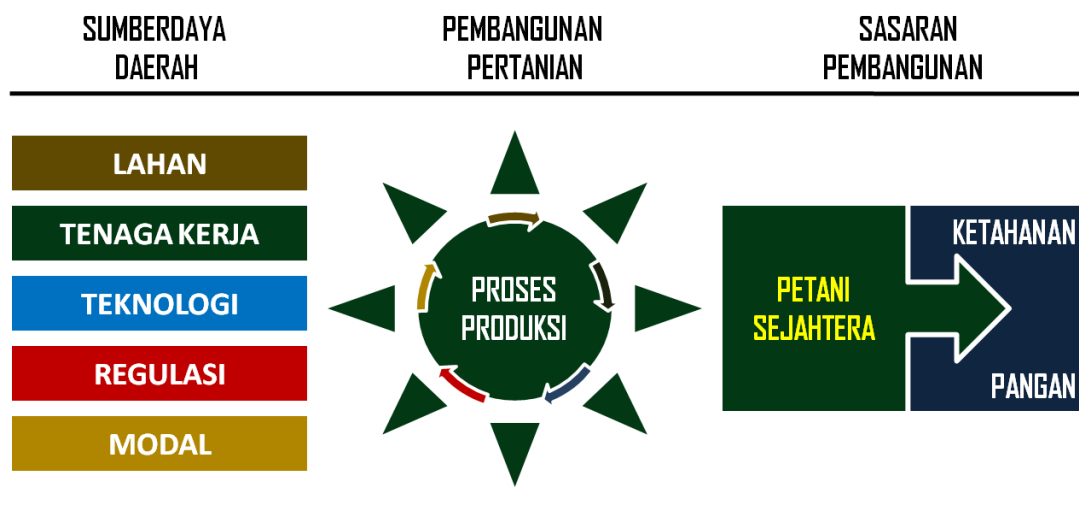 SUMBERDAYA
DAERAH
PEMBANGUNAN
PERTANIAN
SASARAN
PEMBANGUNAN
LAHAN
TENAGA KERJA
TEKNOLOGI
REGULASI
MODAL
PROSES
PRODUKSI
PETANI
SEJAHTERA
KETAHANAN
PANGAN